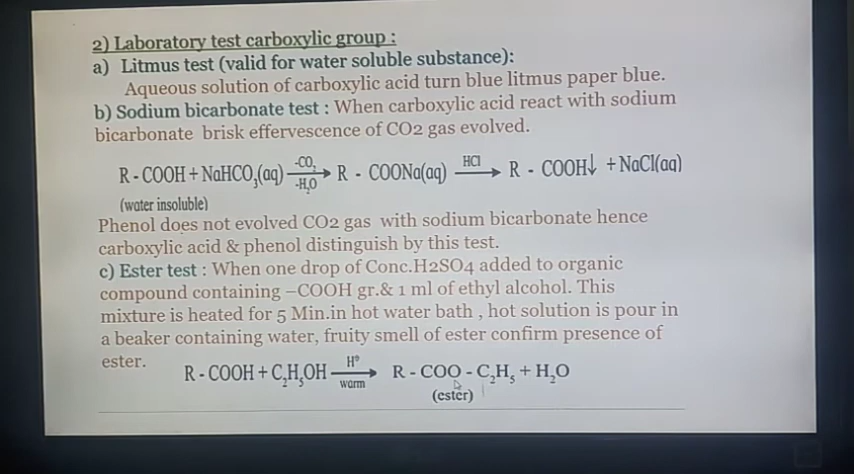 2) Laboratory test carboxylic group :
a) Litmus test (valid for water soluble substance):
Aqueous solution of carboxylic acid turn blue litmus paper blue.
b) Sodium bicarbonate test : When carboxylic acid react with sodium
bicarbonate brisk effervescence of CO2 gas evolved.
R - COOH + NaHCO₃(aq) -CO₂ -H₂O → R - COONa(aq) HCl → R - COOH↓ + NaCl(aq)
(water insoluble)
Phenol does not evolved CO2 gas with sodium bicarbonate hence
carboxylic acid & phenol distinguish by this test.
c) Ester test : When one drop of Conc.H2SO4 added to organic
compound containing –COOH gr.& 1 ml of ethyl alcohol. This
mixture is heated for 5 Min.in hot water bath , hot solution is pour in
a beaker containing water, fruity smell of ester confirm presence of
ester.
R - COOH + C₂H₅OH H⊕ warm → R - COO - C₂H₅ + H₂O
(ester)